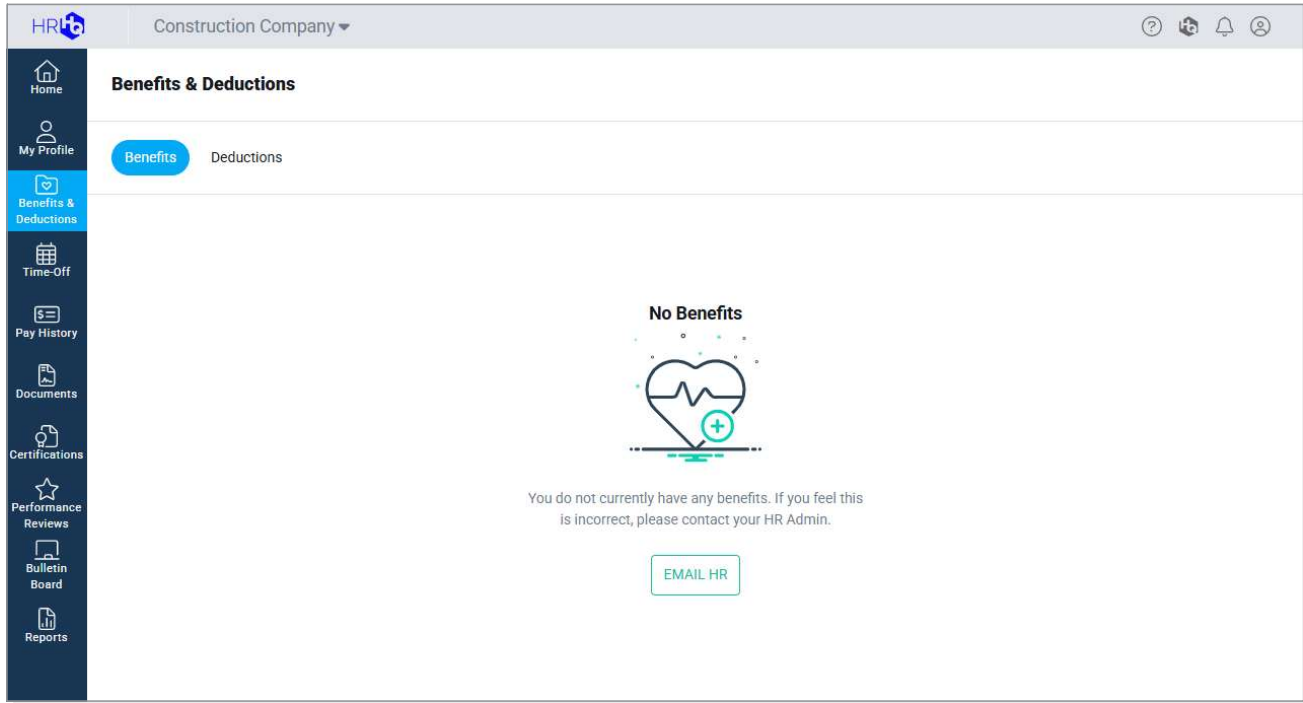 HR
Construction Company
Home
My Profile
Benefits &
Deductions
Time-Off
Pay History
Documents
Certifications
Performance
Reviews
Bulletin
Board
Reports
Benefits & Deductions
Benefits
Deductions
No Benefits
You do not currently have any benefits. If you feel this
is incorrect, please contact your HR Admin.
EMAIL HR